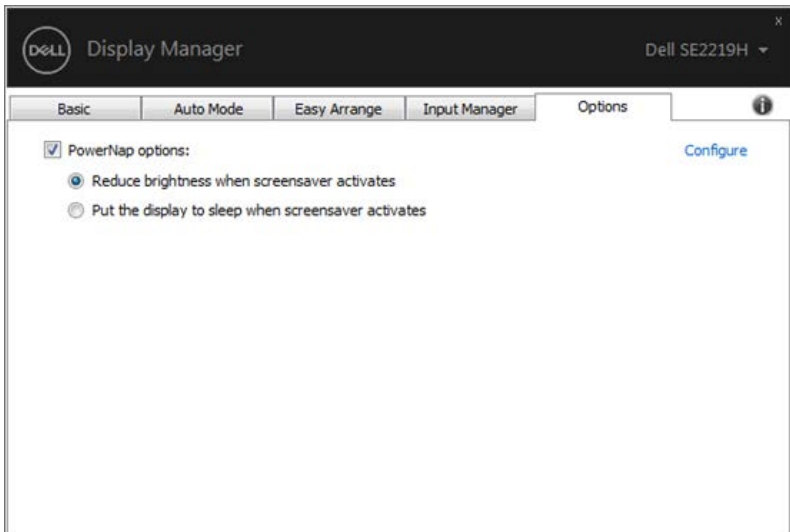 x
DELL Display Manager Dell SE2219H
Basic Auto Mode Easy Arrange Input Manager Options i
PowerNap options: Configure
Reduce brightness when screensaver activates
Put the display to sleep when screensaver activates